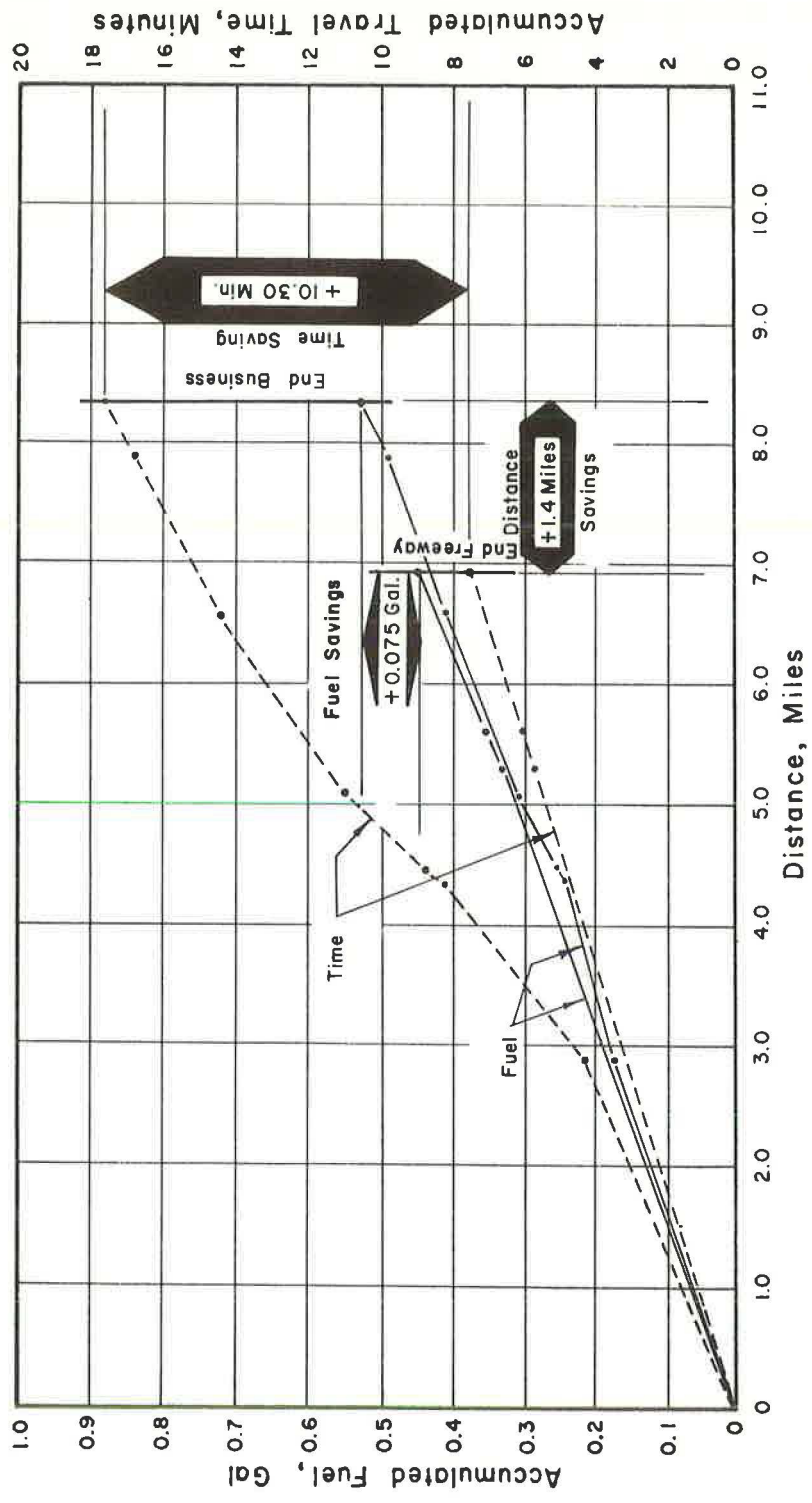 Accumulated Travel Time, Minutes
20
18
16
14
12
10
8
6
4
2
0
1.0
0.9
0.8
0.7
0.6
0.5
0.4
0.3
0.2
0.1
0
Accumulated Fuel, Gal
0
1.0
2.0
3.0
4.0
5.0
6.0
7.0
8.0
9.0
10.0
11.0
Distance, Miles
Time Saving
+10.30 Min.
End Business
Fuel Savings
+0.075 Gal.
End Freeway
Distance
+1.4 Miles
Savings
Time
Fuel